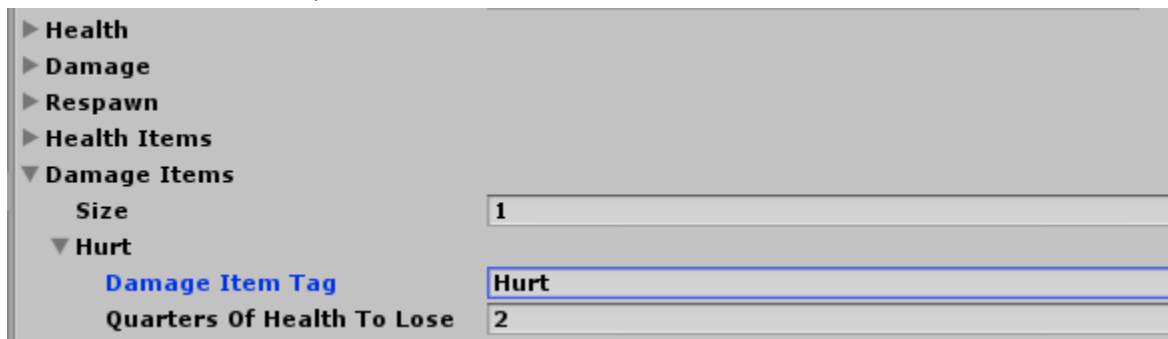 Health
Damage
Respawn
Health Items
Damage Items
Size 1
Hurt
Damage Item Tag Hurt
Quarters Of Health To Lose 2